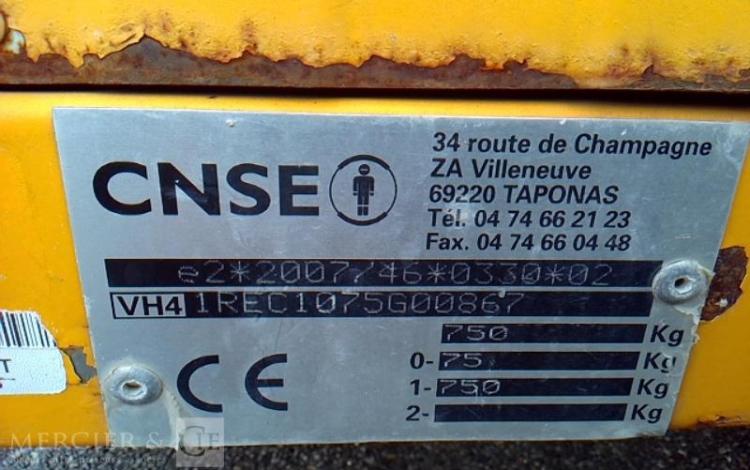 CNSE
34 route de Champagne
ZA Villeneuve
69220 TAPONAS
Tél. 04 74 66 21 23
Fax. 04 74 66 04 48
e2*2007/46*0330*02
VH4 1REC1075G00867
750 Kg
0- 75 Kg
1- 750 Kg
2- Kg
CE
T
MERCIER & Cie